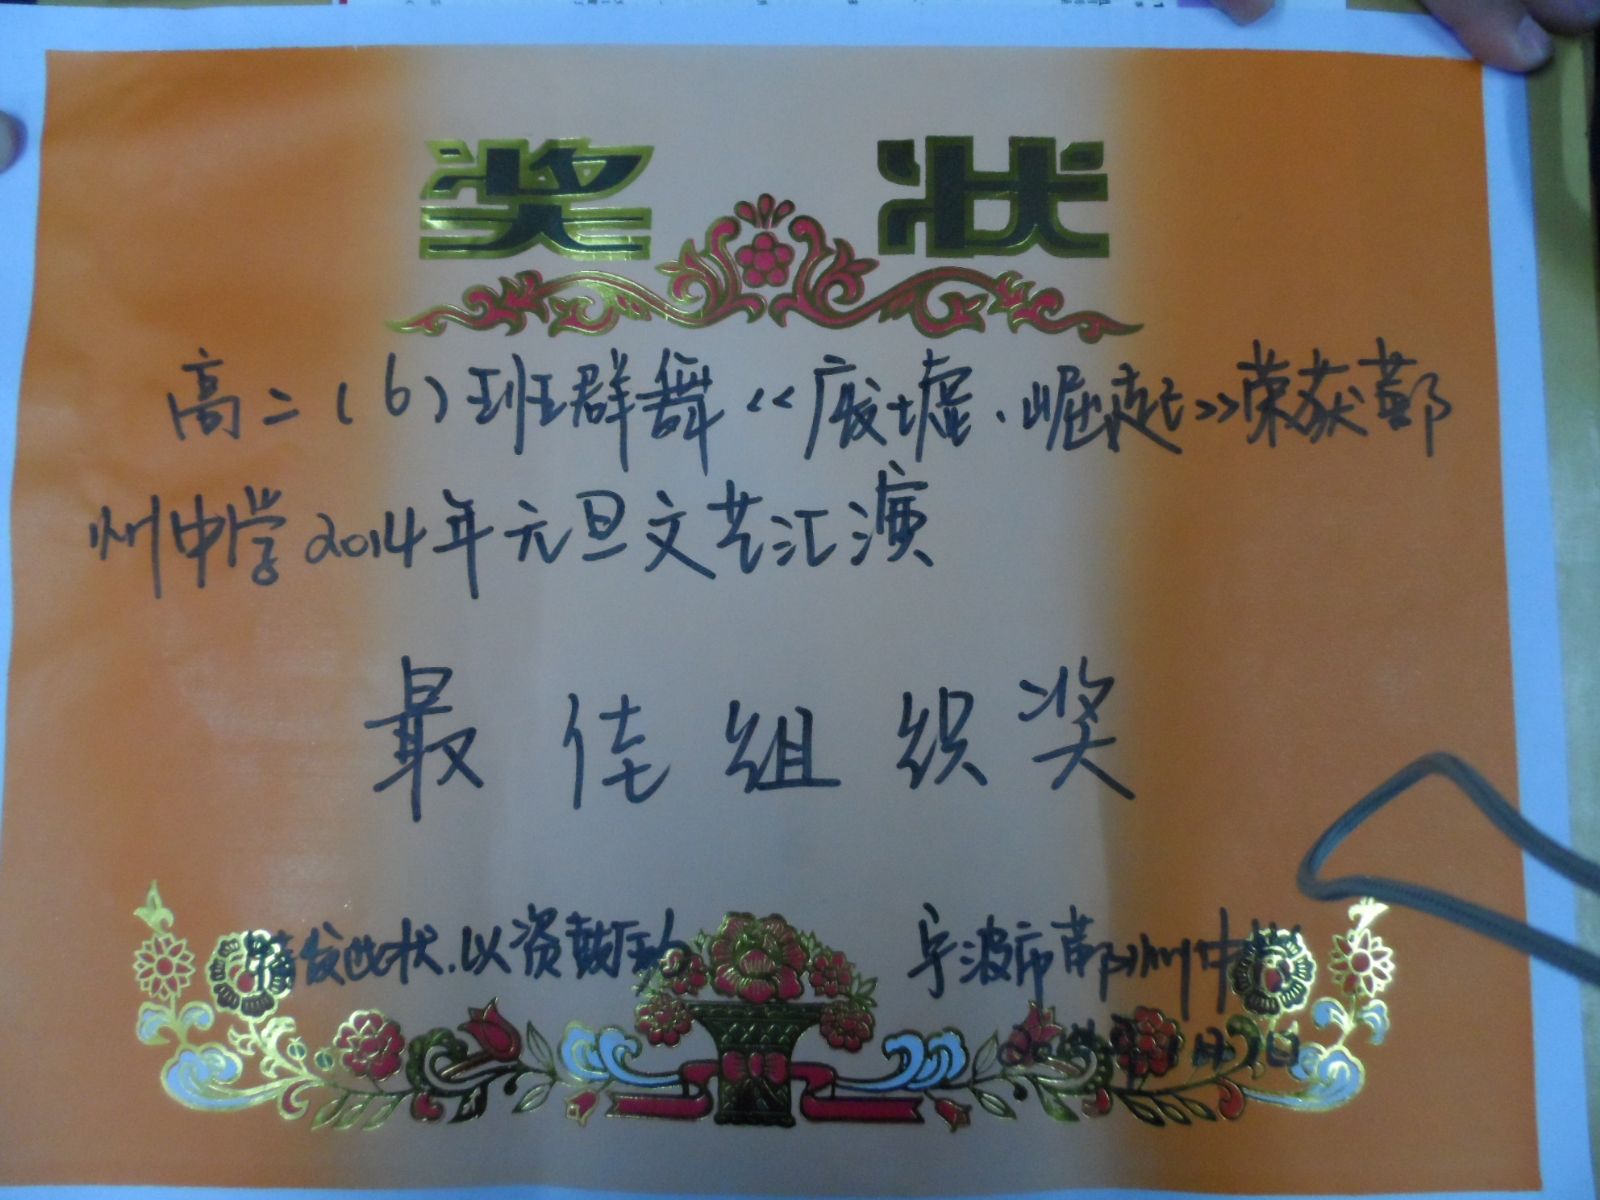 奖状
高二(6)班群舞《废墟·崛起》荣获鄞
州中学2014年元旦文艺汇演
最佳组织奖
特发此状.以资鼓励
宁波市鄞州中学